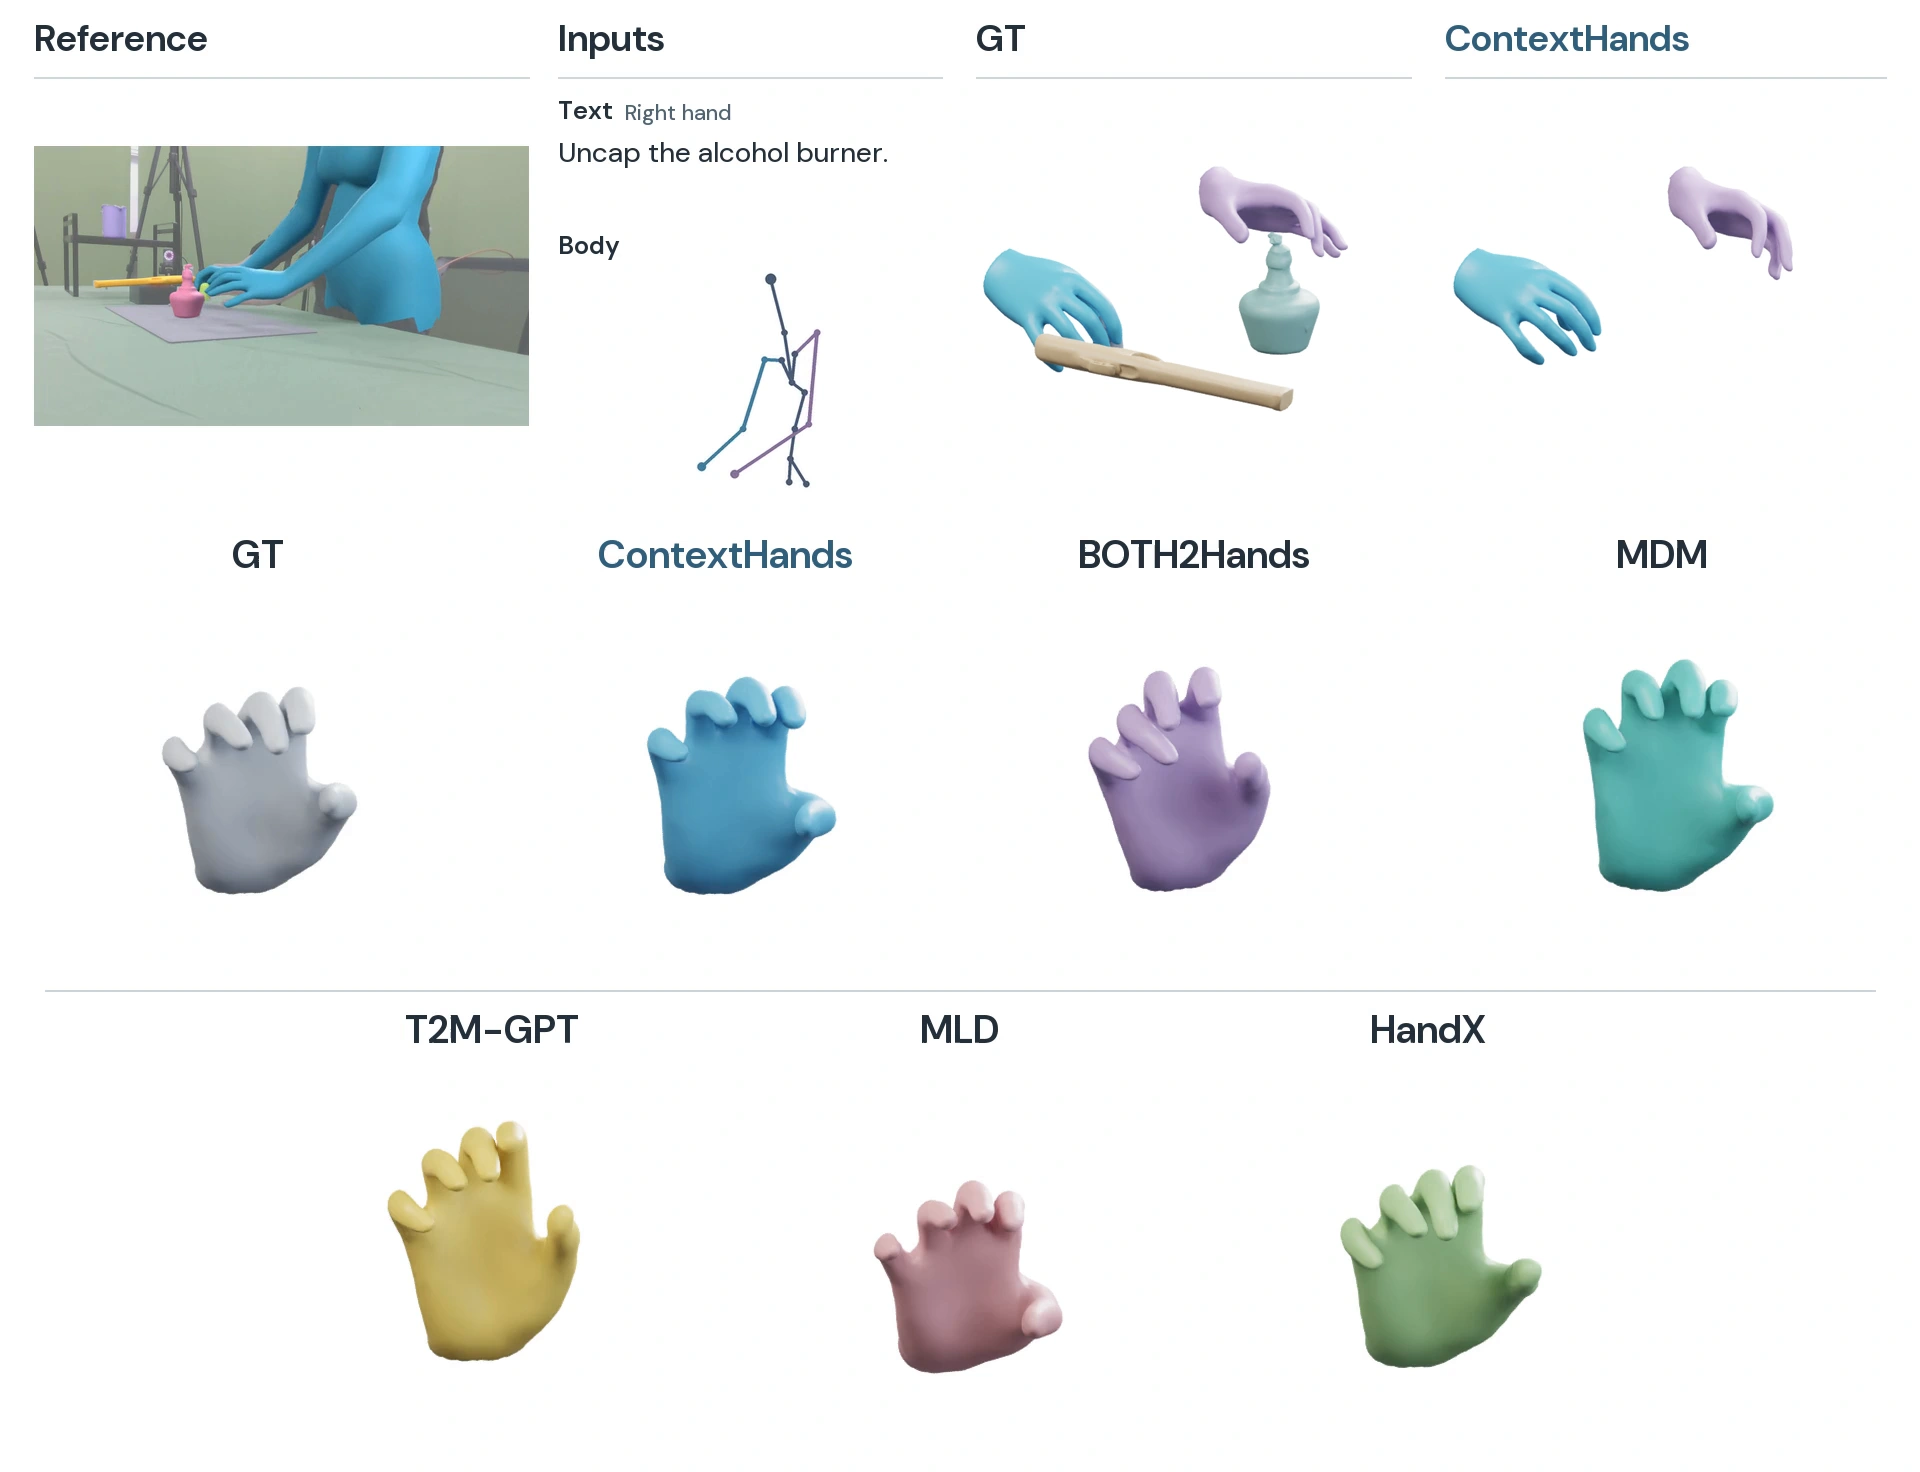 Reference
Inputs
GT
ContextHands
Text Right hand
Uncap the alcohol burner.
Body
GT
ContextHands
BOTH2Hands
MDM
T2M-GPT
MLD
HandX